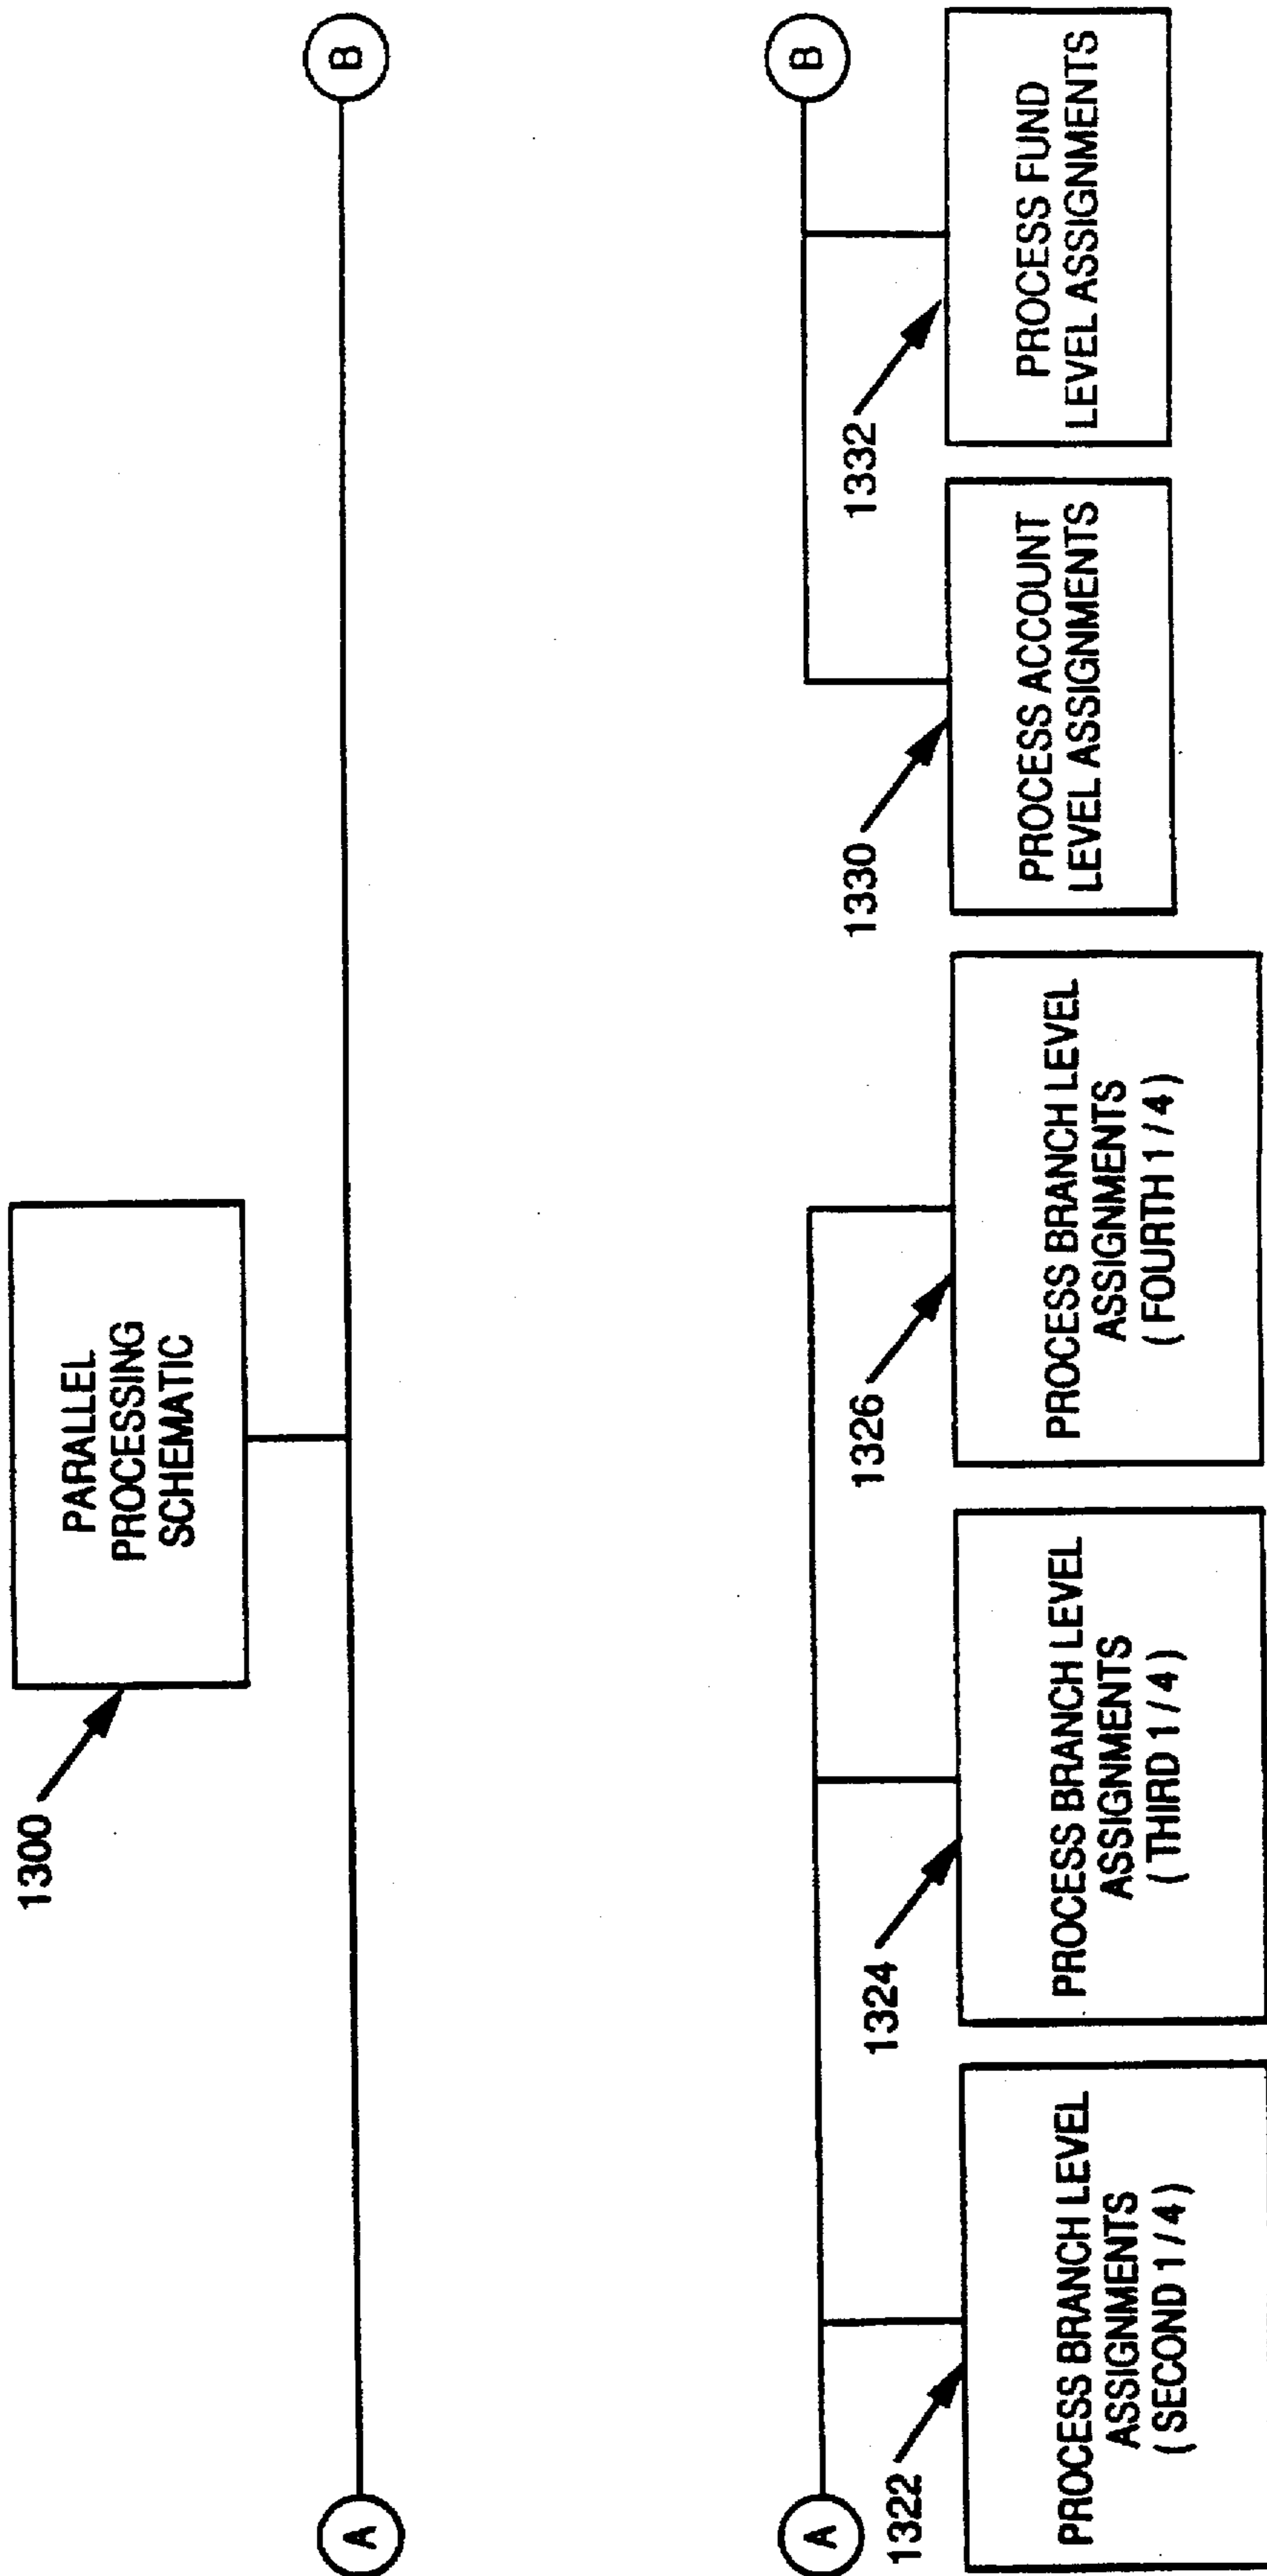 1300
PARALLEL
PROCESSING
SCHEMATIC
A
B
A
B
1322
PROCESS BRANCH LEVEL
ASSIGNMENTS
( SECOND 1 / 4 )
1324
PROCESS BRANCH LEVEL
ASSIGNMENTS
( THIRD 1 / 4 )
1326
PROCESS BRANCH LEVEL
ASSIGNMENTS
( FOURTH 1 / 4 )
1330
PROCESS ACCOUNT
LEVEL ASSIGNMENTS
1332
PROCESS FUND
LEVEL ASSIGNMENTS